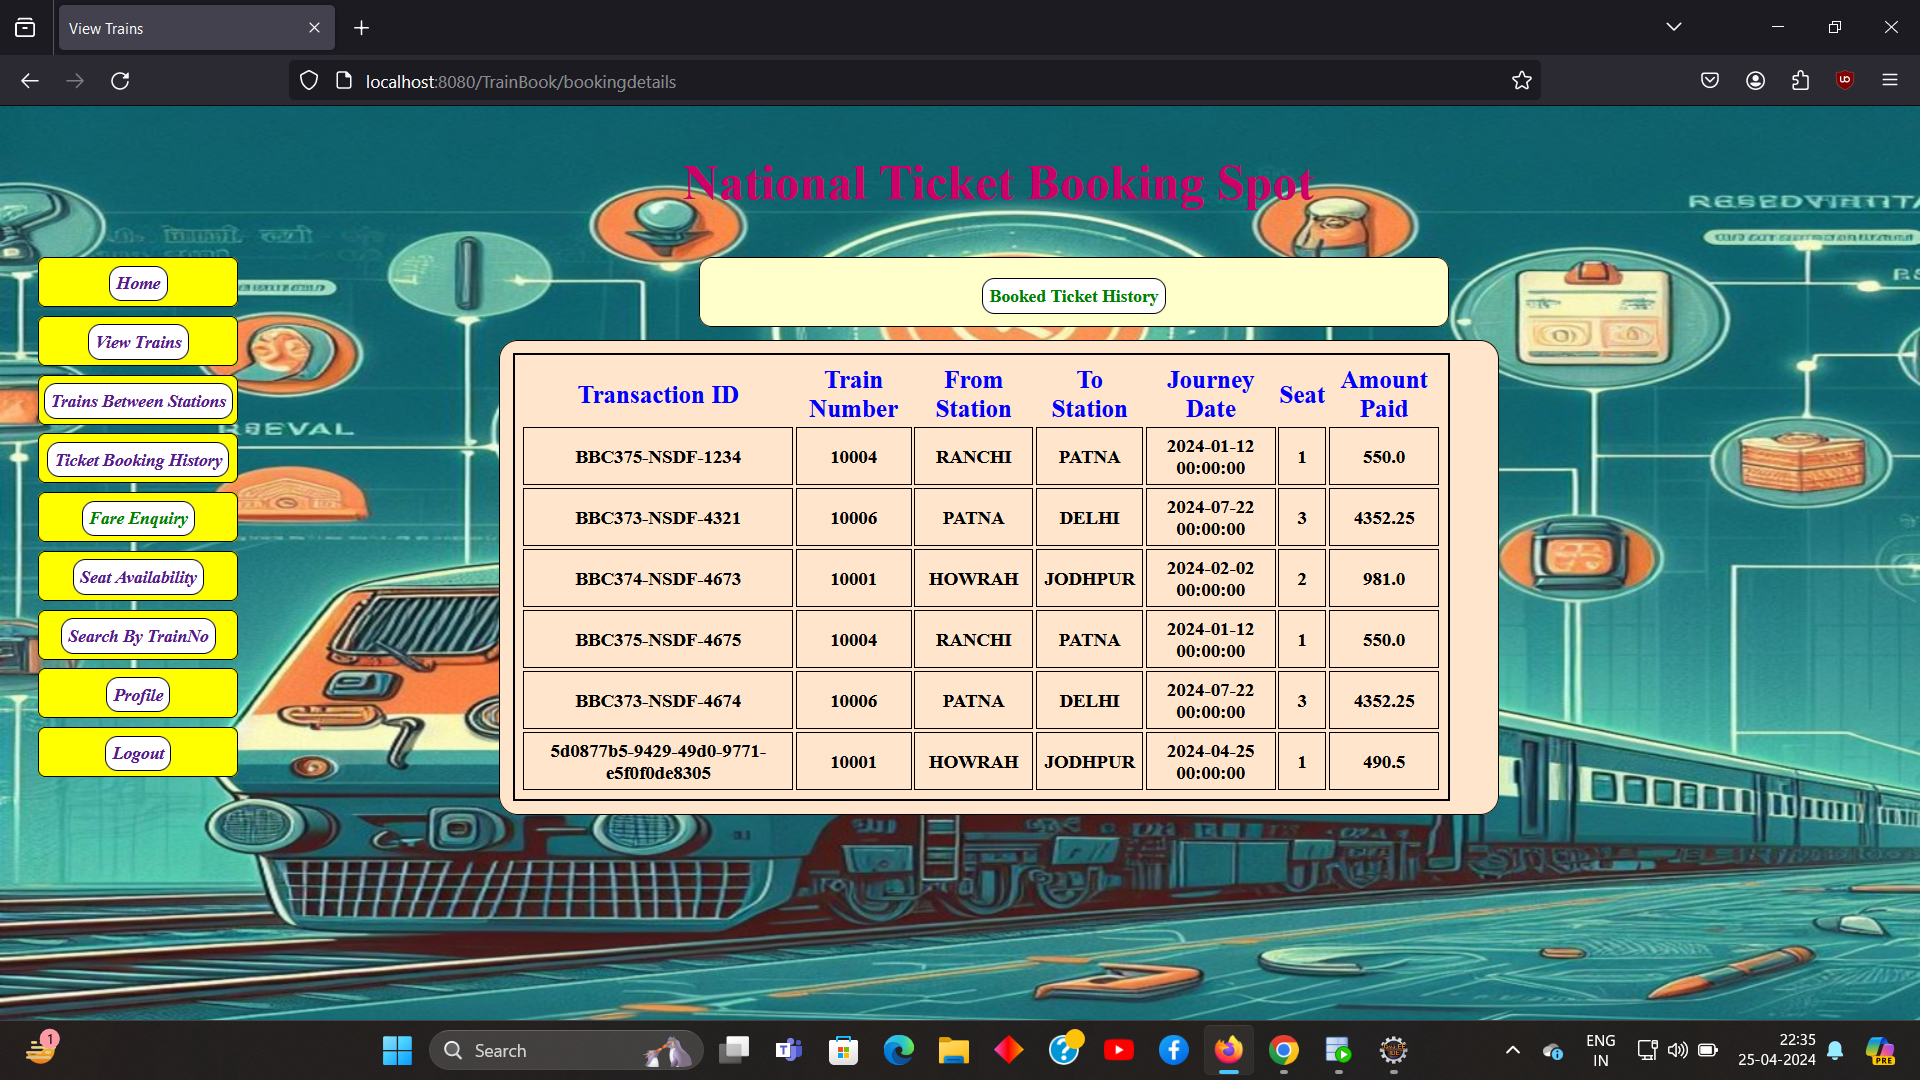 View Trains
localhost:8080/TrainBook/bookingdetails
National Ticket Booking Spot
Home
View Trains
Trains Between Stations
Ticket Booking History
Fare Enquiry
Seat Availability
Search By TrainNo
Profile
Logout
Booked Ticket History
Transaction ID Train Number From Station To Station Journey Date Seat Amount Paid
BBC375-NSDF-1234 10004 RANCHI PATNA 2024-01-12 00:00:00 1 550.0
BBC373-NSDF-4321 10006 PATNA DELHI 2024-07-22 00:00:00 3 4352.25
BBC374-NSDF-4673 10001 HOWRAH JODHPUR 2024-02-02 00:00:00 2 981.0
BBC375-NSDF-4675 10004 RANCHI PATNA 2024-01-12 00:00:00 1 550.0
BBC373-NSDF-4674 10006 PATNA DELHI 2024-07-22 00:00:00 3 4352.25
5d0877b5-9429-49d0-9771-e5f0f0de8305 10001 HOWRAH JODHPUR 2024-04-25 00:00:00 1 490.5
1
Search
ENG
IN
22:35
25-04-2024
PRE